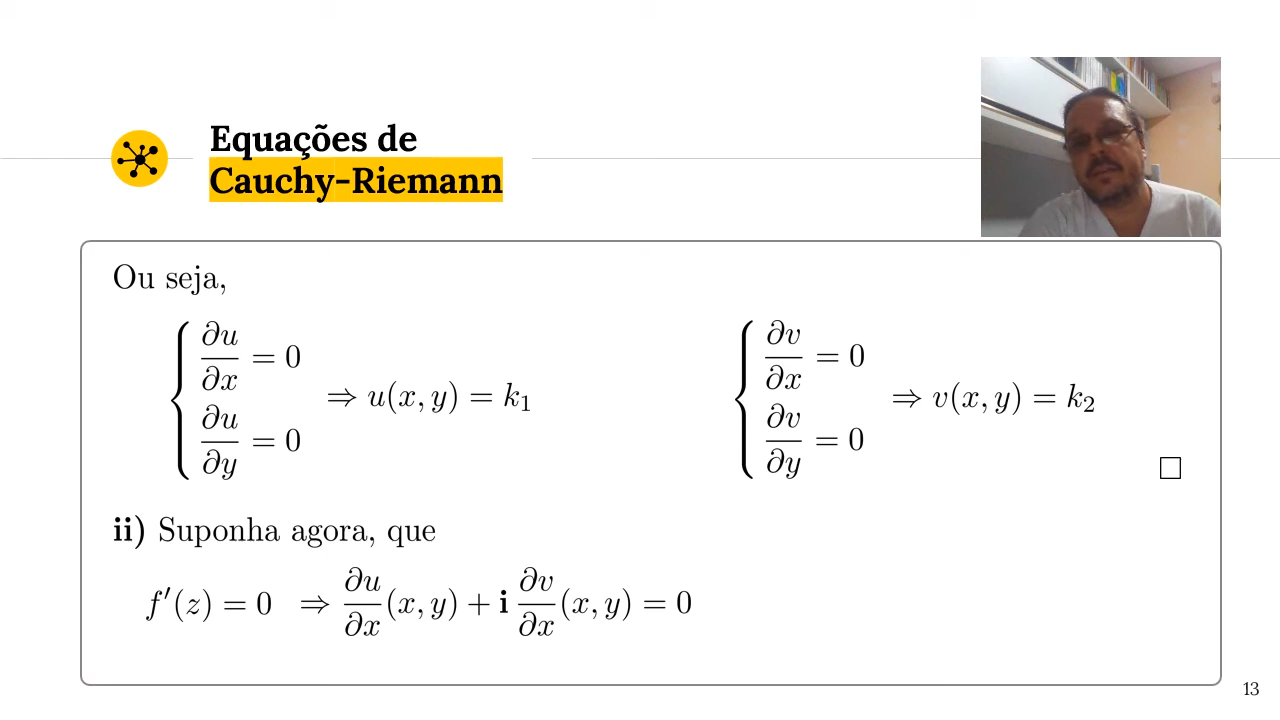 Equações de
Cauchy-Riemann
Ou seja,
{ ∂u/∂x = 0
∂u/∂y = 0 ⇒ u(x, y) = k₁
{ ∂v/∂x = 0
∂v/∂y = 0 ⇒ v(x, y) = k₂
□
ii) Suponha agora, que
f′(z) = 0 ⇒ ∂u/∂x (x, y) + i ∂v/∂x (x, y) = 0
13